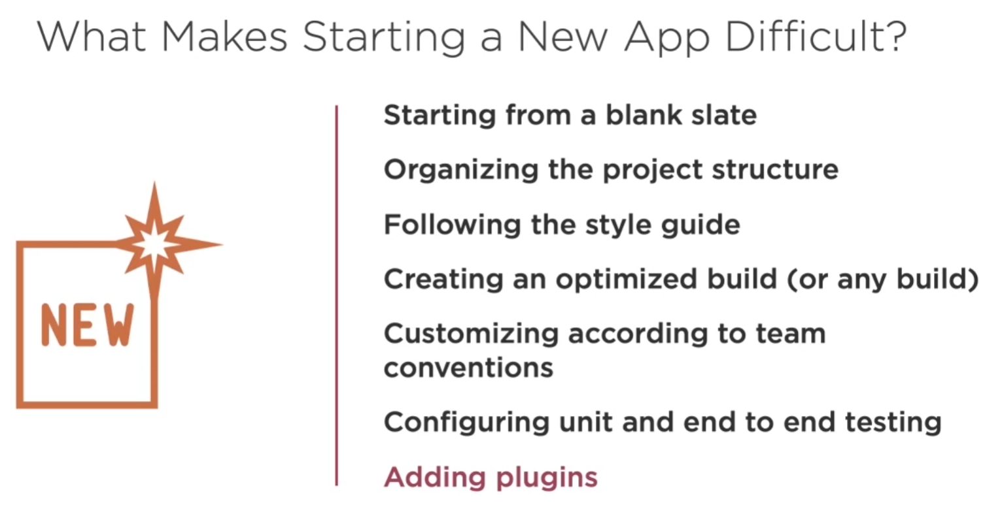 What Makes Starting a New App Difficult?
NEW
Starting from a blank slate
Organizing the project structure
Following the style guide
Creating an optimized build (or any build)
Customizing according to team
conventions
Configuring unit and end to end testing
Adding plugins